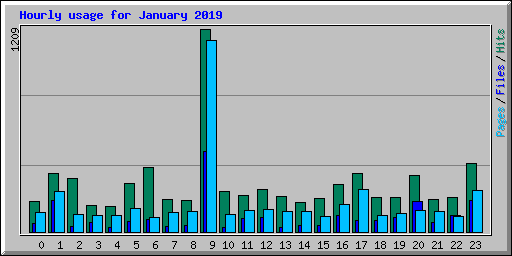 Hourly usage for January 2019
1209
Pages / Files / Hits
0 1 2 3 4 5 6 7 8 9 10 11 12 13 14 15 16 17 18 19 20 21 22 23